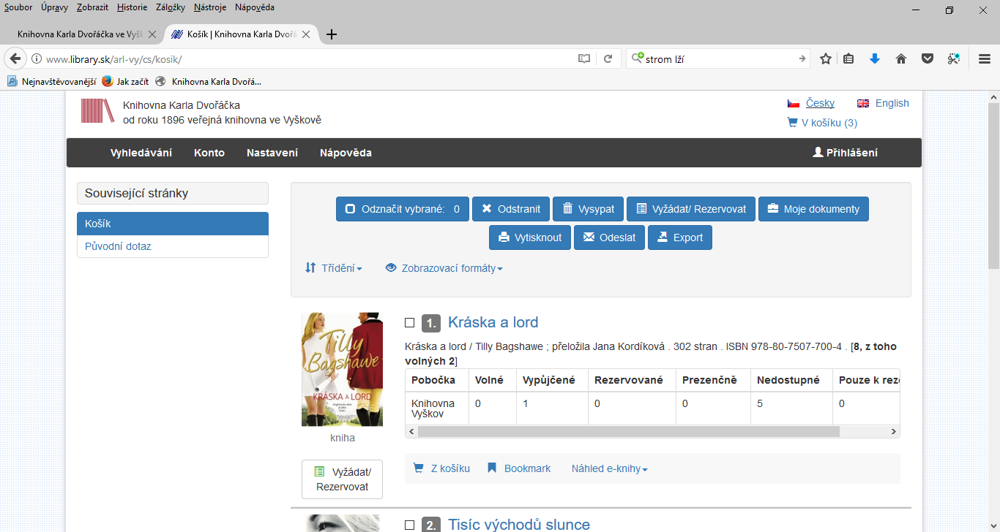 Soubor Úpravy Zobrazit Historie Záložky Nástroje Nápověda
Knihovna Karla Dvořáčka ve Vyšk
Košík | Knihovna Karla Dvořá
www.library.sk/arl-vy/cs/kosik/
strom lží
Nejnavštěvovanější Jak začít Knihovna Karla Dvořá...
Knihovna Karla Dvořáčka
od roku 1896 veřejná knihovna ve Vyškově
Česky English
V košíku (3)
Vyhledávání Konto Nastavení Nápověda Přihlášení
Související stránky
Košík
Původní dotaz
Odznačit vybrané: 0 Odstranit Vysypat Vyžádat/ Rezervovat Moje dokumenty
Vytisknout Odeslat Export
Třídění Zobrazovací formáty
Tilly
Bagshawe
KRÁSKA A LORD
kniha
Vyžádat/
Rezervovat
1. Kráska a lord
Kráska a lord / Tilly Bagshawe ; přeložila Jana Kordíková . 302 stran . ISBN 978-80-7507-700-4 . [8, z toho
volných 2]
Pobočka Volné Vypůjčené Rezervované Prezenčně Nedostupné Pouze k reze
Knihovna Vyškov 0 1 0 0 5 0
Z košíku Bookmark Náhled e-knihy
2. Tisíc východů slunce